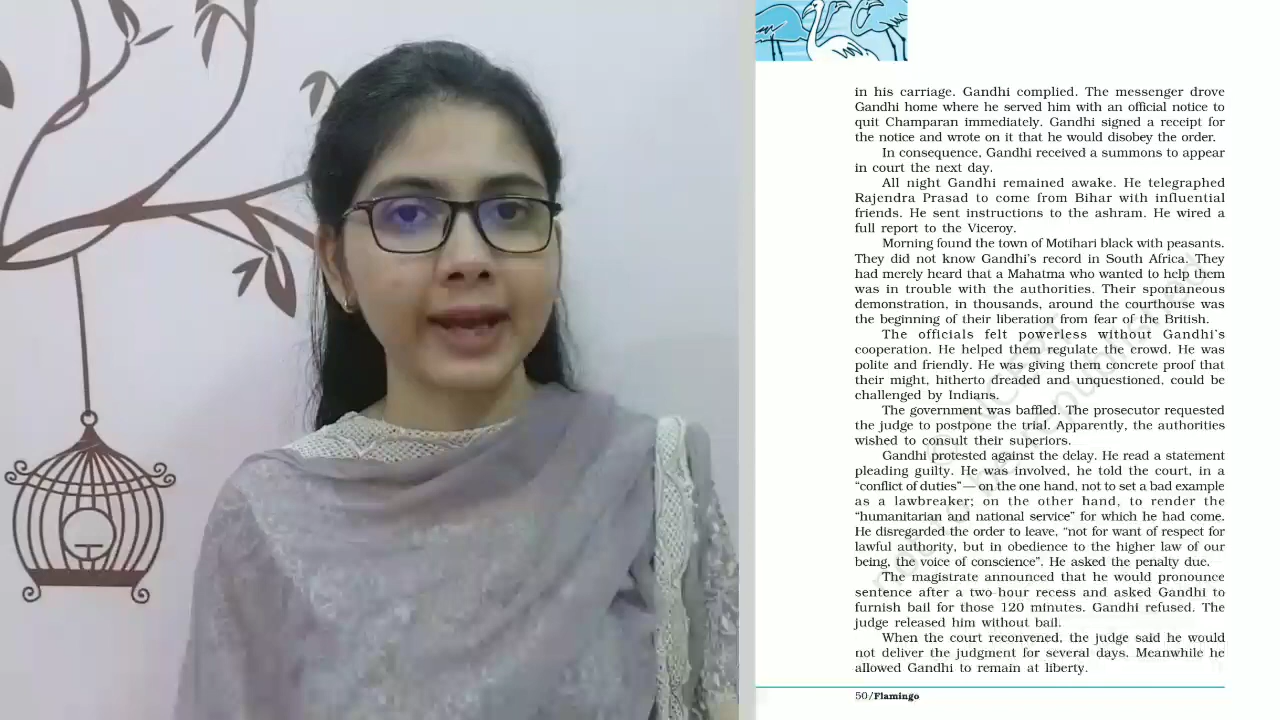 in his carriage. Gandhi complied. The messenger drove
Gandhi home where he served him with an official notice to
quit Champaran immediately. Gandhi signed a receipt for
the notice and wrote on it that he would disobey the order.
In consequence, Gandhi received a summons to appear
in court the next day.
All night Gandhi remained awake. He telegraphed
Rajendra Prasad to come from Bihar with influential
friends. He sent instructions to the ashram. He wired a
full report to the Viceroy.
Morning found the town of Motihari black with peasants.
They did not know Gandhi's record in South Africa. They
had merely heard that a Mahatma who wanted to help them
was in trouble with the authorities. Their spontaneous
demonstration, in thousands, around the courthouse was
the beginning of their liberation from fear of the British.
The officials felt powerless without Gandhi's
cooperation. He helped them regulate the crowd. He was
polite and friendly. He was giving them concrete proof that
their might, hitherto dreaded and unquestioned, could be
challenged by Indians.
The government was baffled. The prosecutor requested
the judge to postpone the trial. Apparently, the authorities
wished to consult their superiors.
Gandhi protested against the delay. He read a statement
pleading guilty. He was involved, he told the court, in a
“conflict of duties”— on the one hand, not to set a bad example
as a lawbreaker; on the other hand, to render the
“humanitarian and national service” for which he had come.
He disregarded the order to leave, “not for want of respect for
lawful authority, but in obedience to the higher law of our
being, the voice of conscience”. He asked the penalty due.
The magistrate announced that he would pronounce
sentence after a two-hour recess and asked Gandhi to
furnish bail for those 120 minutes. Gandhi refused. The
judge released him without bail.
When the court reconvened, the judge said he would
not deliver the judgment for several days. Meanwhile he
allowed Gandhi to remain at liberty.
50/Flamingo